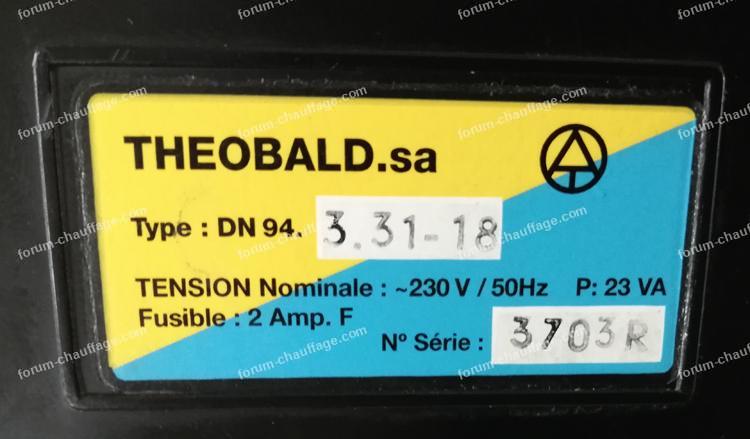 THEOBALD.sa
Type : DN 94. 3.31-18
TENSION Nominale : ~230 V / 50Hz P: 23 VA
Fusible : 2 Amp. F
N° Série : 3703R
forum-chauffage.com